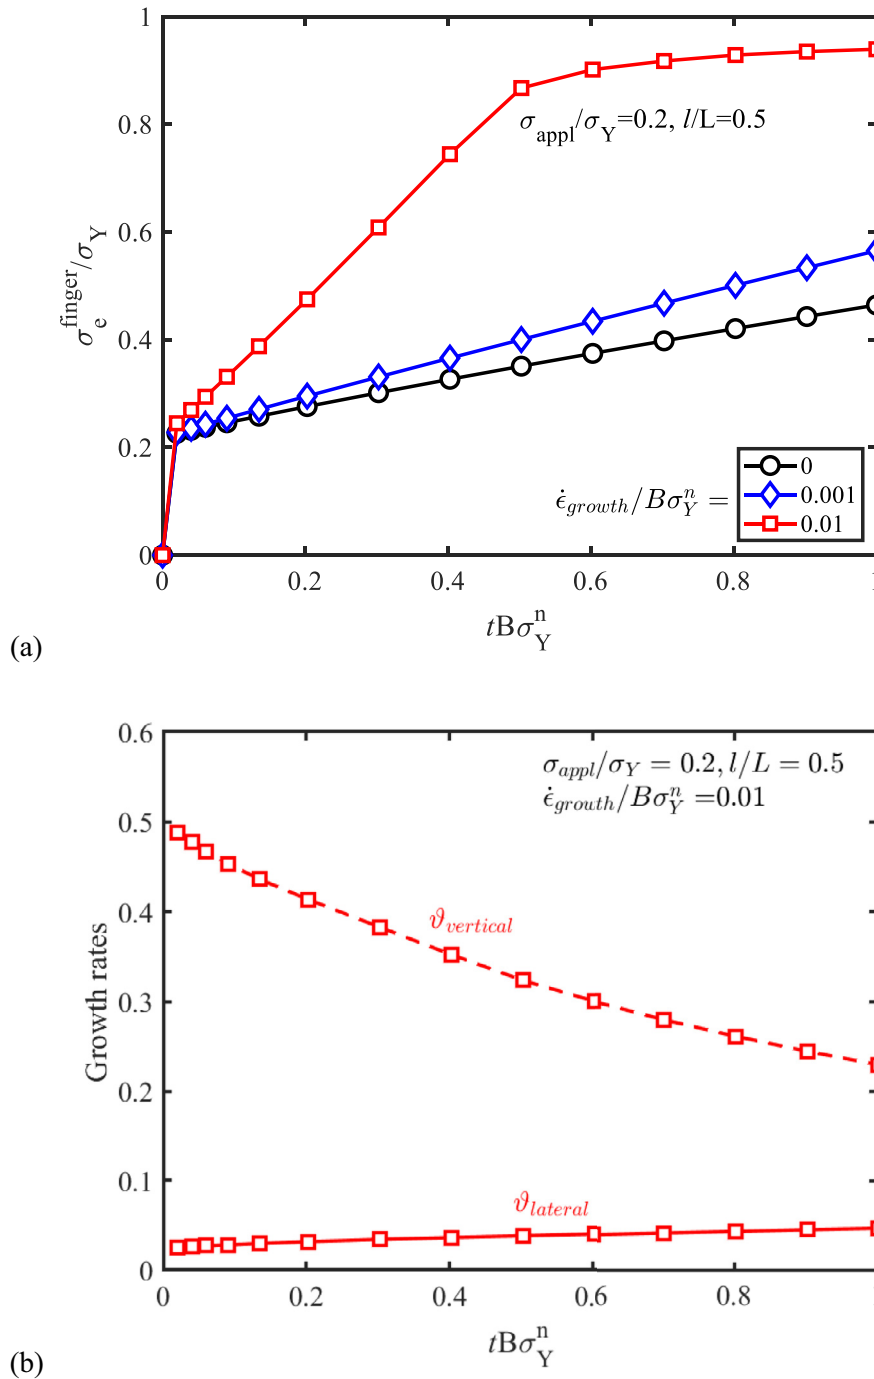 1
0.8
0.6
0.4
0.2
0
σ_e^finger/σ_Y
σ_appl/σ_Y=0.2, l/L=0.5
ϵ̇_growth/Bσ_Y^n =
0
0.001
0.01
0 0.2 0.4 0.6 0.8 1
tBσ_Y^n
(a)
0.6
0.5
0.4
0.3
0.2
0.1
0
Growth rates
σ_appl/σ_Y = 0.2, l/L = 0.5
ϵ̇_growth/Bσ_Y^n =0.01
ϑ_vertical
ϑ_lateral
0 0.2 0.4 0.6 0.8
tBσ_Y^n
(b)